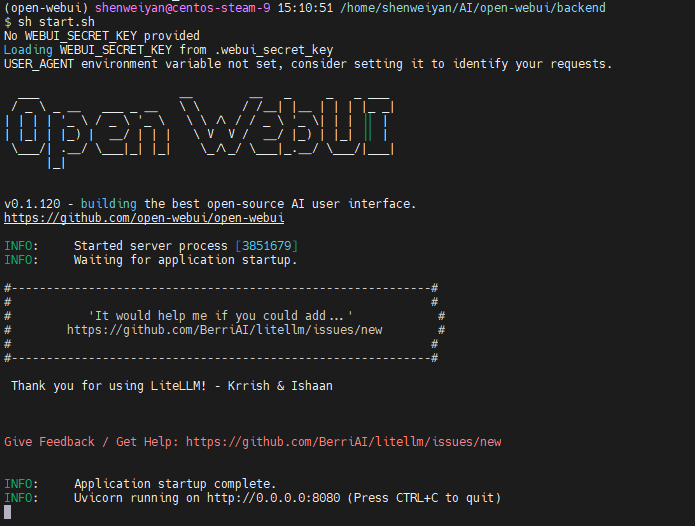 (open-webui) shenweiyan@centos-steam-9 15:10:51 /home/shenweiyan/AI/open-webui/backend
$ sh start.sh
No WEBUI_SECRET_KEY provided
Loading WEBUI_SECRET_KEY from .webui_secret_key
USER_AGENT environment variable not set, consider setting it to identify your requests.
Open WebUI
v0.1.120 - building the best open-source AI user interface.
https://github.com/open-webui/open-webui
INFO:     Started server process [3851679]
INFO:     Waiting for application startup.
#------------------------------------------------------------#
#                                                            #
#           'It would help me if you could add...'            #
#        https://github.com/BerriAI/litellm/issues/new        #
#                                                            #
#------------------------------------------------------------#
Thank you for using LiteLLM! - Krrish & Ishaan
Give Feedback / Get Help: https://github.com/BerriAI/litellm/issues/new
INFO:     Application startup complete.
INFO:     Uvicorn running on http://0.0.0.0:8080 (Press CTRL+C to quit)